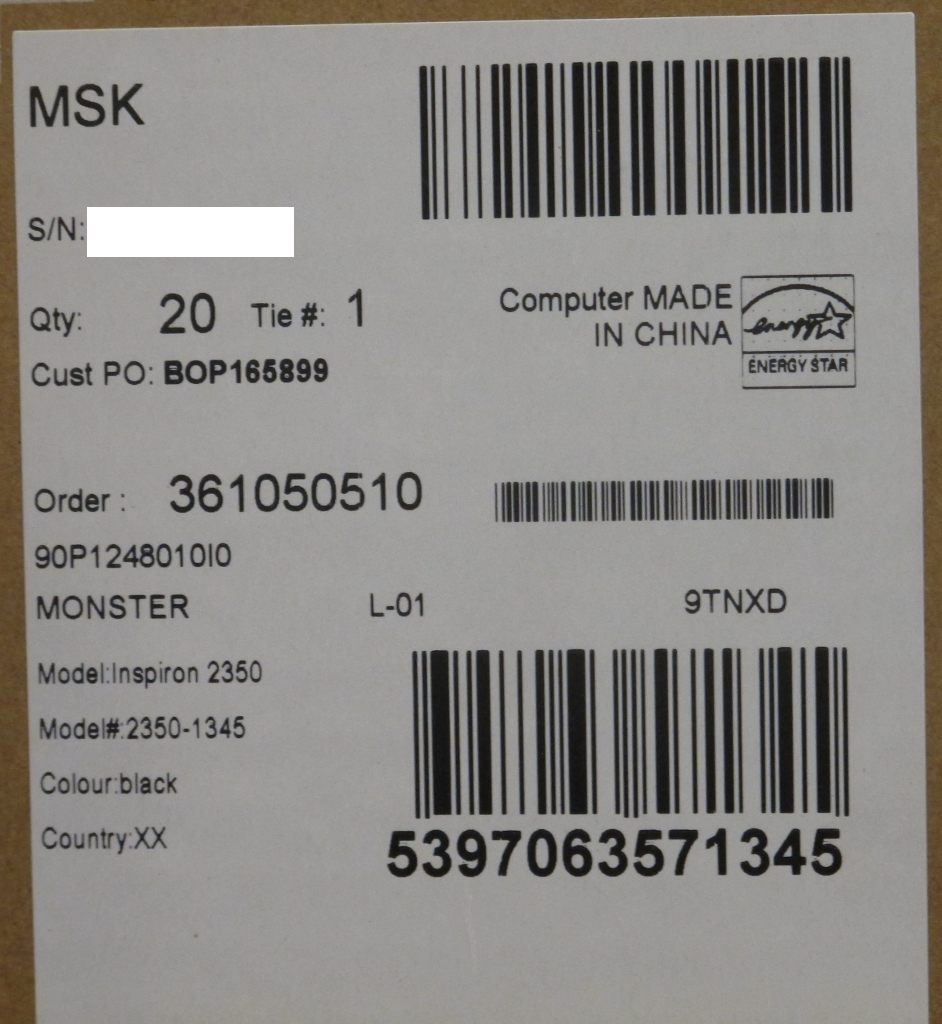 MSK
S/N:
Qty: 20 Tie #: 1
Computer MADE
IN CHINA
energy
ENERGY STAR
Cust PO: BOP165899
Order : 361050510
90P1248010I0
MONSTER L-01 9TNXD
Model:Inspiron 2350
Model#:2350-1345
Colour:black
Country:XX
5397063571345